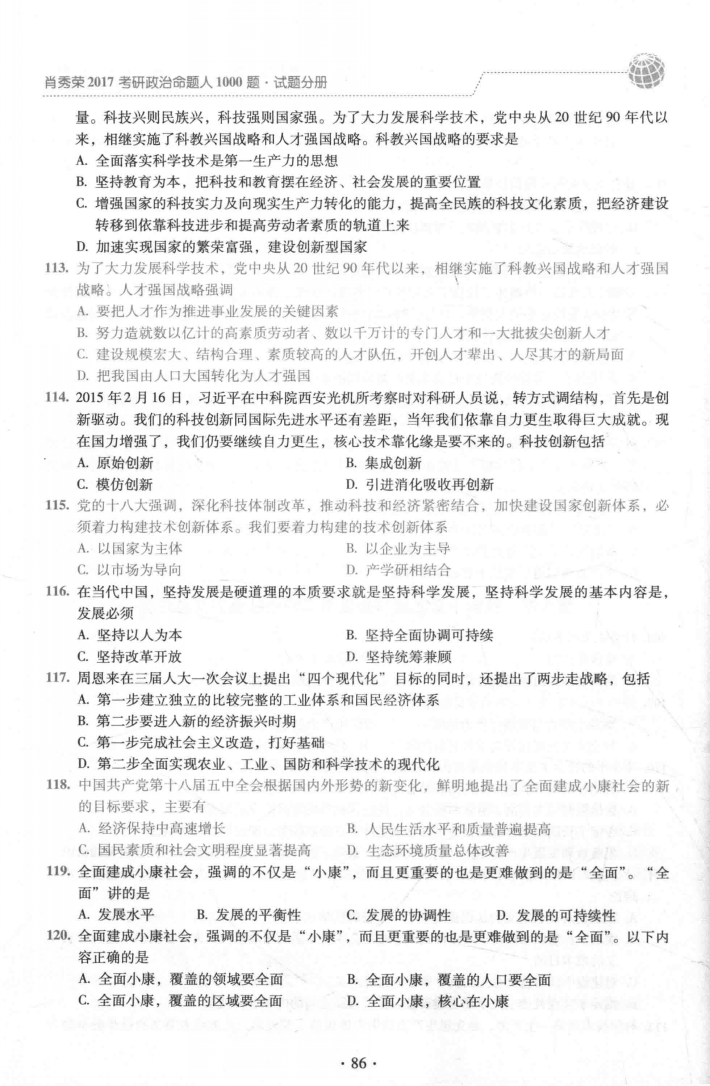 肖秀荣 2017 考研政治命题人 1000 题·试题分册
量。科技兴则民族兴，科技强则国家强。为了大力发展科学技术，党中央从 20 世纪 90 年代以
来，相继实施了科教兴国战略和人才强国战略。科教兴国战略的要求是
A. 全面落实科学技术是第一生产力的思想
B. 坚持教育为本，把科技和教育摆在经济、社会发展的重要位置
C. 增强国家的科技实力及向现实生产力转化的能力，提高全民族的科技文化素质，把经济建设
转移到依靠科技进步和提高劳动者素质的轨道上来
D. 加速实现国家的繁荣富强，建设创新型国家
113. 为了大力发展科学技术，党中央从 20 世纪 90 年代以来，相继实施了科教兴国战略和人才强国
战略。人才强国战略强调
A. 要把人才作为推进事业发展的关键因素
B. 努力造就数以亿计的高素质劳动者、数以千万计的专门人才和一大批拔尖创新人才
C. 建设规模宏大、结构合理、素质较高的人才队伍，开创人才辈出、人尽其才的新局面
D. 把我国由人口大国转化为人才强国
114. 2015 年 2 月 16 日，习近平在中科院西安光机所考察时对科研人员说，转方式调结构，首先是创
新驱动。我们的科技创新同国际先进水平还有差距，当年我们依靠自力更生取得巨大成就。现
在国力增强了，我们仍要继续自力更生，核心技术靠化缘是要不来的。科技创新包括
A. 原始创新 B. 集成创新
C. 模仿创新 D. 引进消化吸收再创新
115. 党的十八大强调，深化科技体制改革，推动科技和经济紧密结合，加快建设国家创新体系，必
须着力构建技术创新体系。我们要着力构建的技术创新体系
A. 以国家为主体 B. 以企业为主导
C. 以市场为导向 D. 产学研相结合
116. 在当代中国，坚持发展是硬道理的本质要求就是坚持科学发展，坚持科学发展的基本内容是，
发展必须
A. 坚持以人为本 B. 坚持全面协调可持续
C. 坚持改革开放 D. 坚持统筹兼顾
117. 周恩来在三届人大一次会议上提出“四个现代化”目标的同时，还提出了两步走战略，包括
A. 第一步建立独立的比较完整的工业体系和国民经济体系
B. 第二步要进入新的经济振兴时期
C. 第一步完成社会主义改造，打好基础
D. 第二步全面实现农业、工业、国防和科学技术的现代化
118. 中国共产党第十八届五中全会根据国内外形势的新变化，鲜明地提出了全面建成小康社会的新
的目标要求，主要有
A. 经济保持中高速增长 B. 人民生活水平和质量普遍提高
C. 国民素质和社会文明程度显著提高 D. 生态环境质量总体改善
119. 全面建成小康社会，强调的不仅是“小康”，而且更重要的也是更难做到的是“全面”。“全
面”讲的是
A. 发展水平 B. 发展的平衡性 C. 发展的协调性 D. 发展的可持续性
120. 全面建成小康社会，强调的不仅是“小康”，而且更重要的也是更难做到的是“全面”。以下内
容正确的是
A. 全面小康，覆盖的领域要全面 B. 全面小康，覆盖的人口要全面
C. 全面小康，覆盖的区域要全面 D. 全面小康，核心在小康
· 86 ·